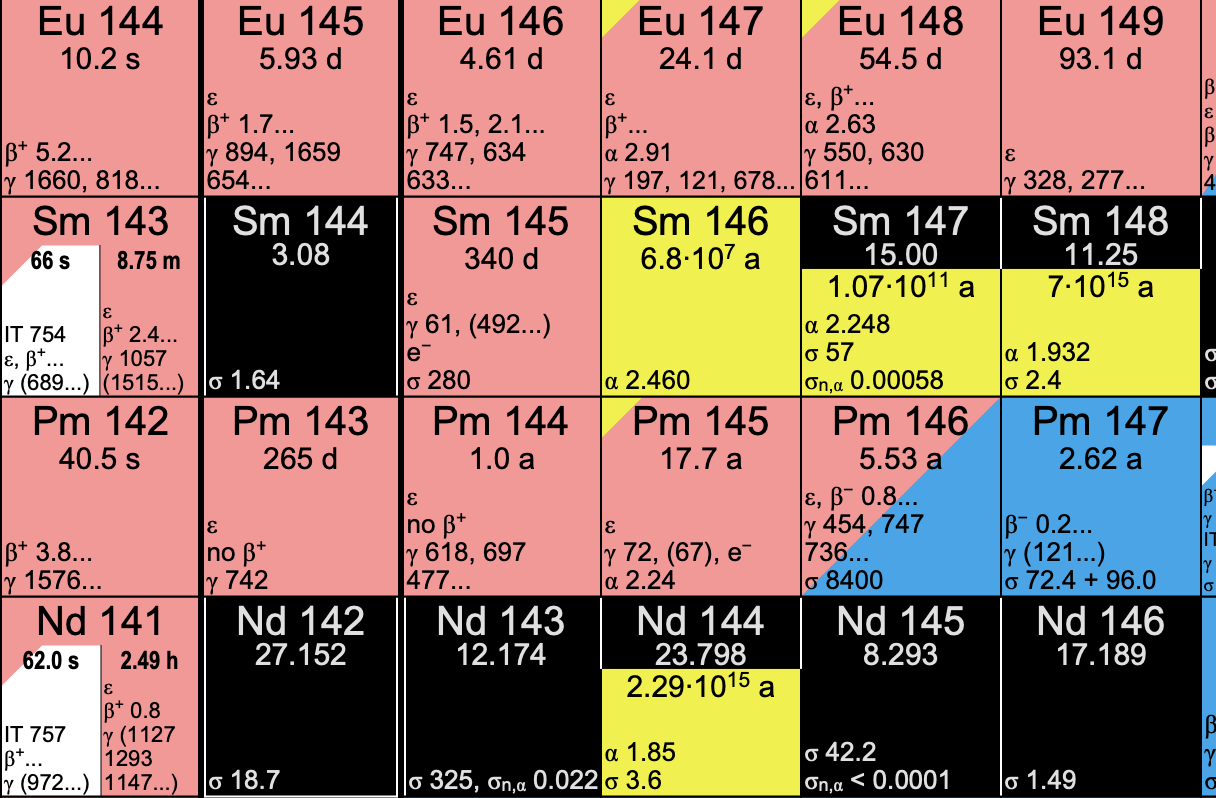 Eu 144
10.2 s
β⁺ 5.2...
γ 1660, 818...
Eu 145
5.93 d
ε
β⁺ 1.7...
γ 894, 1659
654...
Eu 146
4.61 d
ε
β⁺ 1.5, 2.1...
γ 747, 634
633...
Eu 147
24.1 d
ε
β⁺...
α 2.91
γ 197, 121, 678...
Eu 148
54.5 d
ε, β⁺...
α 2.63
γ 550, 630
611...
Eu 149
93.1 d
ε
γ 328, 277...
β
ε
β
γ
4
Sm 143
66 s
IT 754
ε, β⁺...
γ (689...)
8.75 m
ε
β⁺ 2.4...
γ 1057
(1515...)
Sm 144
3.08
σ 1.64
Sm 145
340 d
ε
γ 61, (492...)
e⁻
σ 280
Sm 146
6.8·10⁷ a
α 2.460
Sm 147
15.00
1.07·10¹¹ a
α 2.248
σ 57
σn,α 0.00058
Sm 148
11.25
7·10¹⁵ a
α 1.932
σ 2.4
σ
σ
Pm 142
40.5 s
β⁺ 3.8...
γ 1576...
Pm 143
265 d
ε
no β⁺
γ 742
Pm 144
1.0 a
ε
no β⁺
γ 618, 697
477...
Pm 145
17.7 a
ε
γ 72, (67), e⁻
α 2.24
Pm 146
5.53 a
ε, β⁻ 0.8...
γ 454, 747
736...
σ 8400
Pm 147
2.62 a
β⁻ 0.2...
γ (121...)
σ 72.4 + 96.0
β
γ
IT
γ
σ
Nd 141
62.0 s
IT 757
β⁺...
γ (972...)
2.49 h
ε
β⁺ 0.8
γ (1127
1293
1147...)
Nd 142
27.152
σ 18.7
Nd 143
12.174
σ 325, σn,α 0.022
Nd 144
23.798
2.29·10¹⁵ a
α 1.85
σ 3.6
Nd 145
8.293
σ 42.2
σn,α < 0.0001
Nd 146
17.189
σ 1.49
β
γ
σ